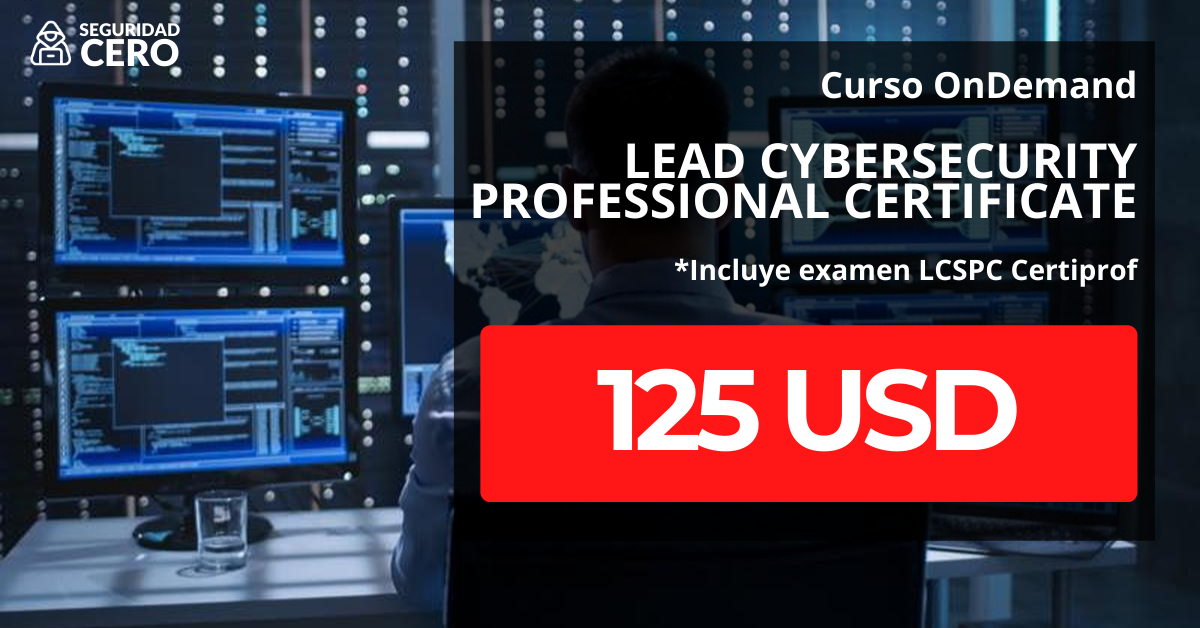 SEGURIDAD
CERO
Curso OnDemand
LEAD CYBERSECURITY
PROFESSIONAL CERTIFICATE
*Incluye examen LCSPC Certiprof
125 USD